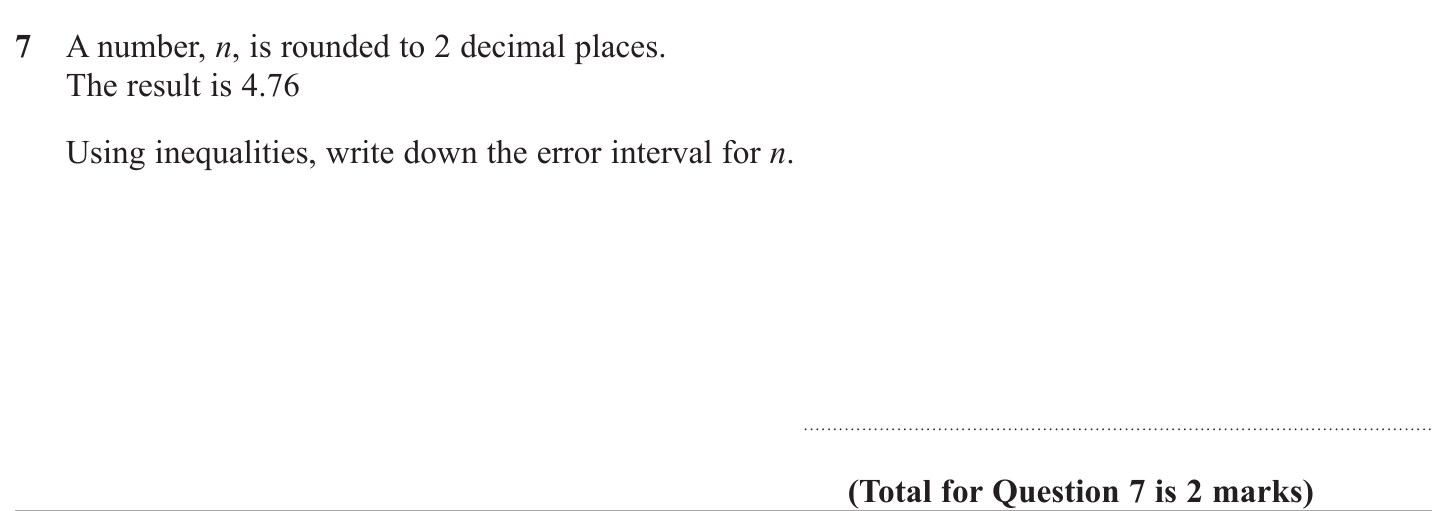 7 A number, n, is rounded to 2 decimal places.
The result is 4.76
Using inequalities, write down the error interval for n.
(Total for Question 7 is 2 marks)